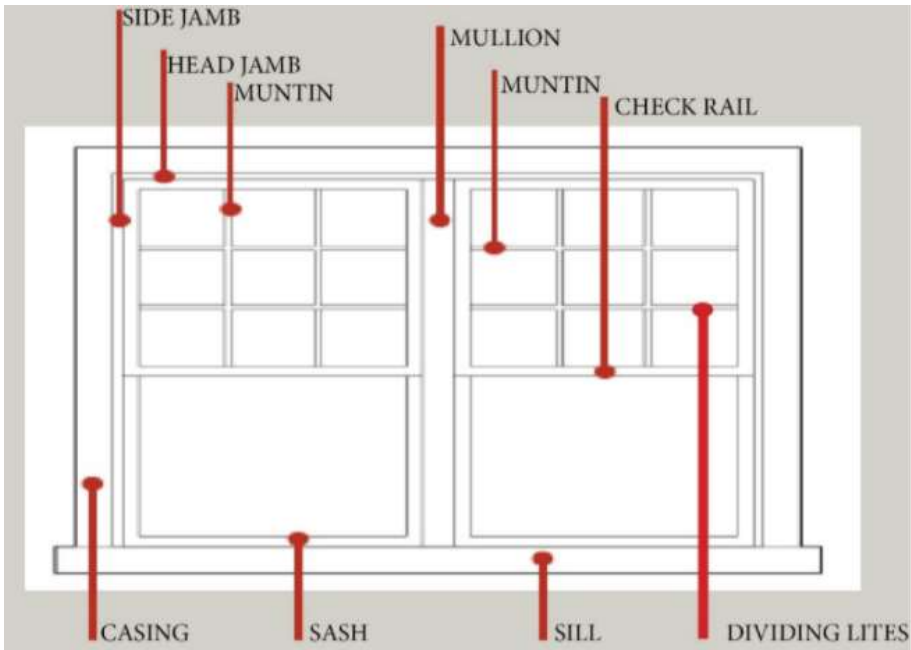 SIDE JAMB
MULLION
HEAD JAMB
MUNTIN
MUNTIN
CHECK RAIL
CASING
SASH
SILL
DIVIDING LITES